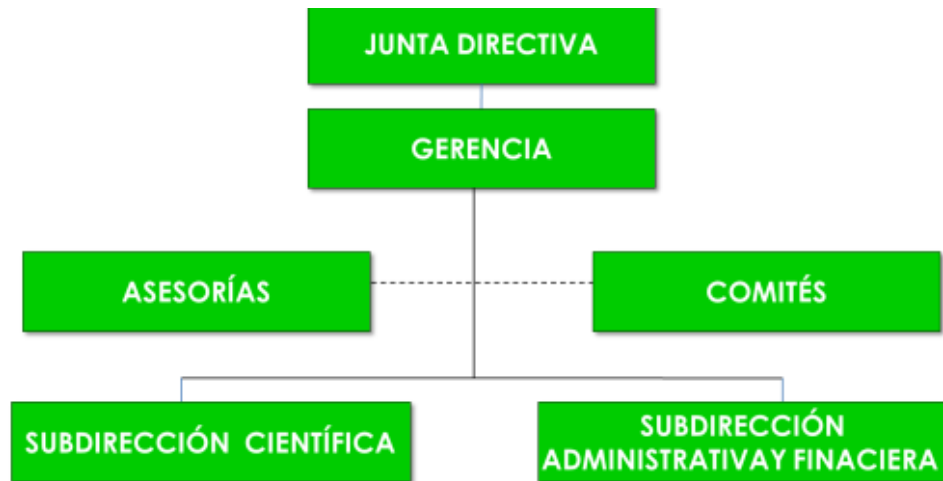 JUNTA DIRECTIVA
GERENCIA
ASESORÍAS
COMITÉS
SUBDIRECCIÓN CIENTÍFICA
SUBDIRECCIÓN
ADMINISTRATIVAY FINACIERA